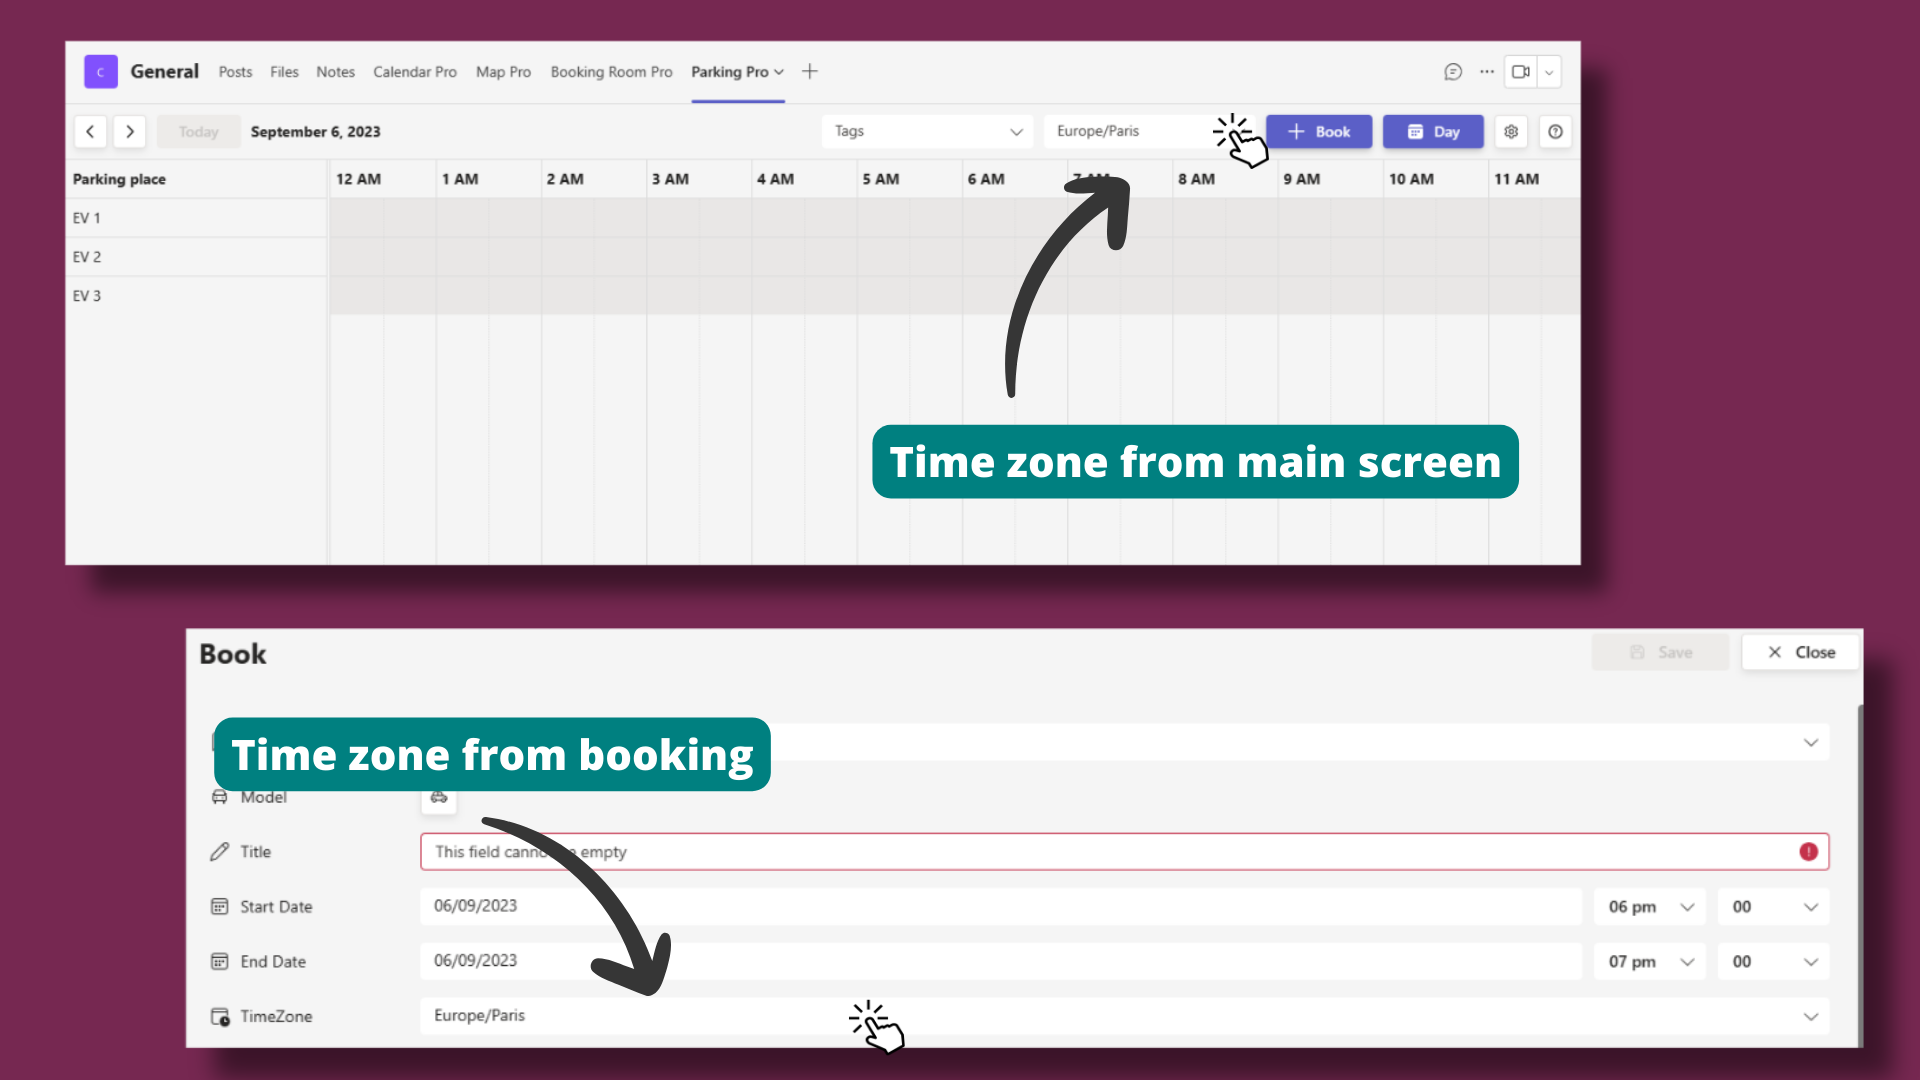 C General Posts Files Notes Calendar Pro Map Pro Booking Room Pro Parking Pro
Today September 6, 2023 Tags Europe/Paris Book Day
Parking place 12 AM 1 AM 2 AM 3 AM 4 AM 5 AM 6 AM 7 AM 8 AM 9 AM 10 AM 11 AM
EV 1
EV 2
EV 3
Time zone from main screen
Book Save Close
Time zone from booking
Model
Title This field cannot be empty
Start Date 06/09/2023 06 pm 00
End Date 06/09/2023 07 pm 00
TimeZone Europe/Paris